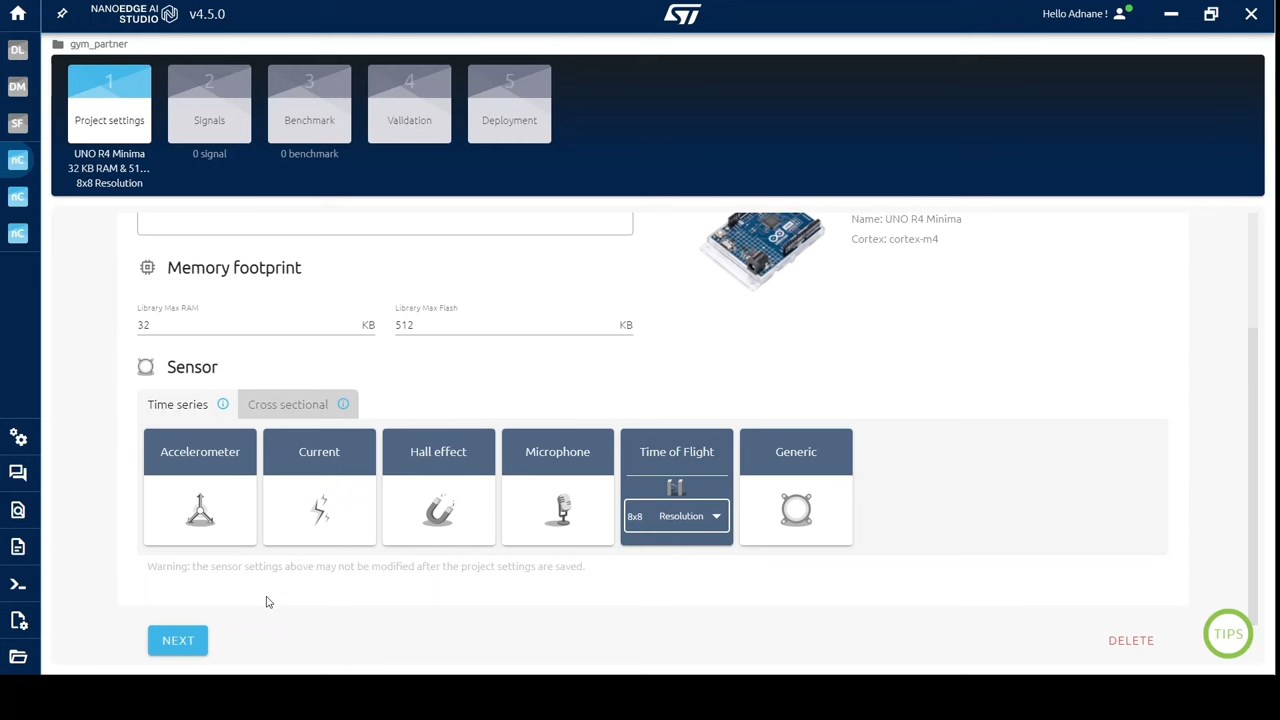 NANOEDGE AI
STUDIO
v4.5.0
Hello Adnane !
gym_partner
DL
DM
SF
nC
nC
nC
1
Project settings
UNO R4 Minima
32 KB RAM & 51...
8x8 Resolution
2
Signals
0 signal
3
Benchmark
0 benchmark
4
Validation
5
Deployment
Name: UNO R4 Minima
Cortex: cortex-m4
Memory footprint
Library Max RAM
32 KB
Library Max Flash
512 KB
Sensor
Time series
Cross sectional
Accelerometer
Current
Hall effect
Microphone
Time of Flight
8x8 Resolution
Generic
Warning: the sensor settings above may not be modified after the project settings are saved.
NEXT
DELETE
TIPS